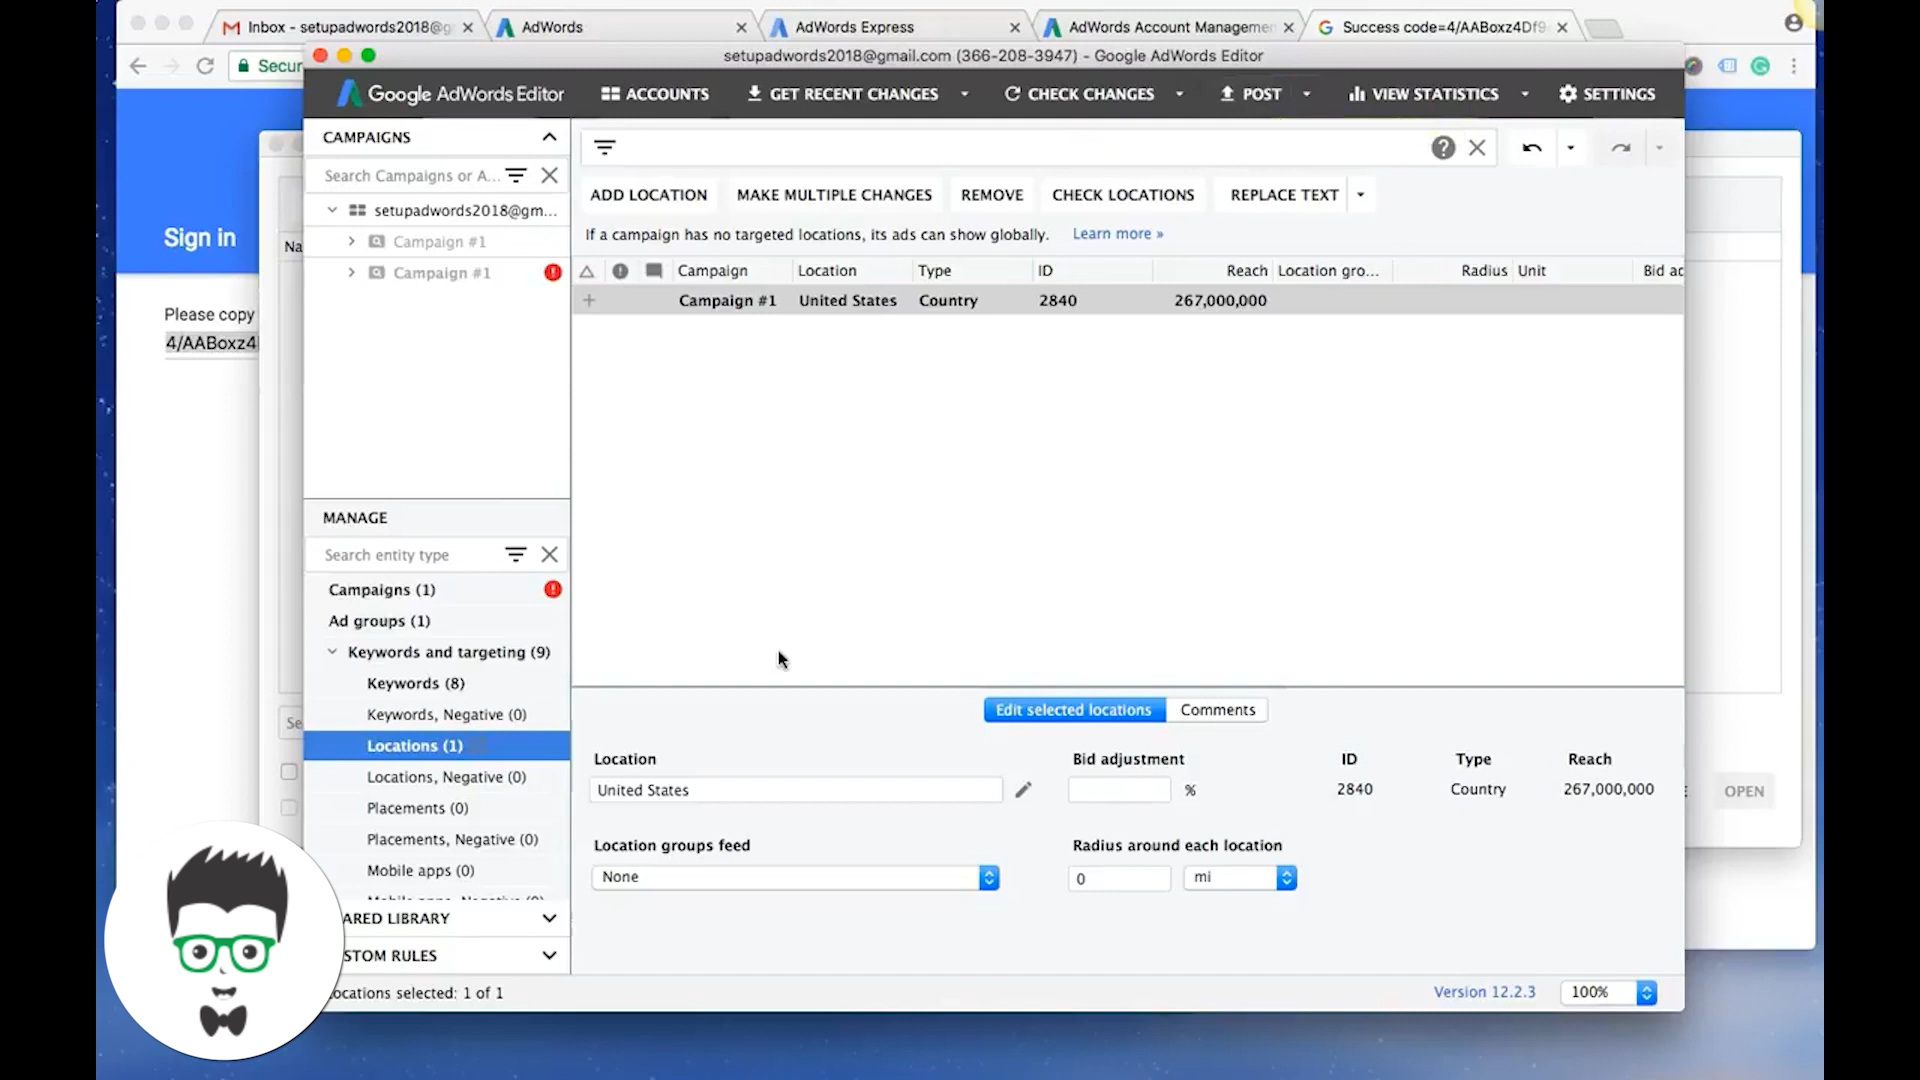 Inbox - setupadwords2018@g
AdWords
AdWords Express
AdWords Account Managemen
Success code=4/AABoxz4Df9
Secur
setupadwords2018@gmail.com (366-208-3947) - Google AdWords Editor
Google AdWords Editor
ACCOUNTS
GET RECENT CHANGES
CHECK CHANGES
POST
VIEW STATISTICS
SETTINGS
Sign in
Please copy
4/AABoxz4
Na
Se
OPEN
CAMPAIGNS
Search Campaigns or A...
setupadwords2018@gm...
Campaign #1
Campaign #1
ADD LOCATION
MAKE MULTIPLE CHANGES
REMOVE
CHECK LOCATIONS
REPLACE TEXT
If a campaign has no targeted locations, its ads can show globally. Learn more »
Campaign Location Type ID Reach Location gro... Radius Unit Bid ad
Campaign #1 United States Country 2840 267,000,000
MANAGE
Search entity type
Campaigns (1)
Ad groups (1)
Keywords and targeting (9)
Keywords (8)
Keywords, Negative (0)
Locations (1)
Locations, Negative (0)
Placements (0)
Placements, Negative (0)
Mobile apps (0)
ARED LIBRARY
STOM RULES
Edit selected locations
Comments
Location
United States
Bid adjustment
%
ID Type Reach
2840 Country 267,000,000
Location groups feed
None
Radius around each location
0
mi
ocations selected: 1 of 1
Version 12.2.3
100%